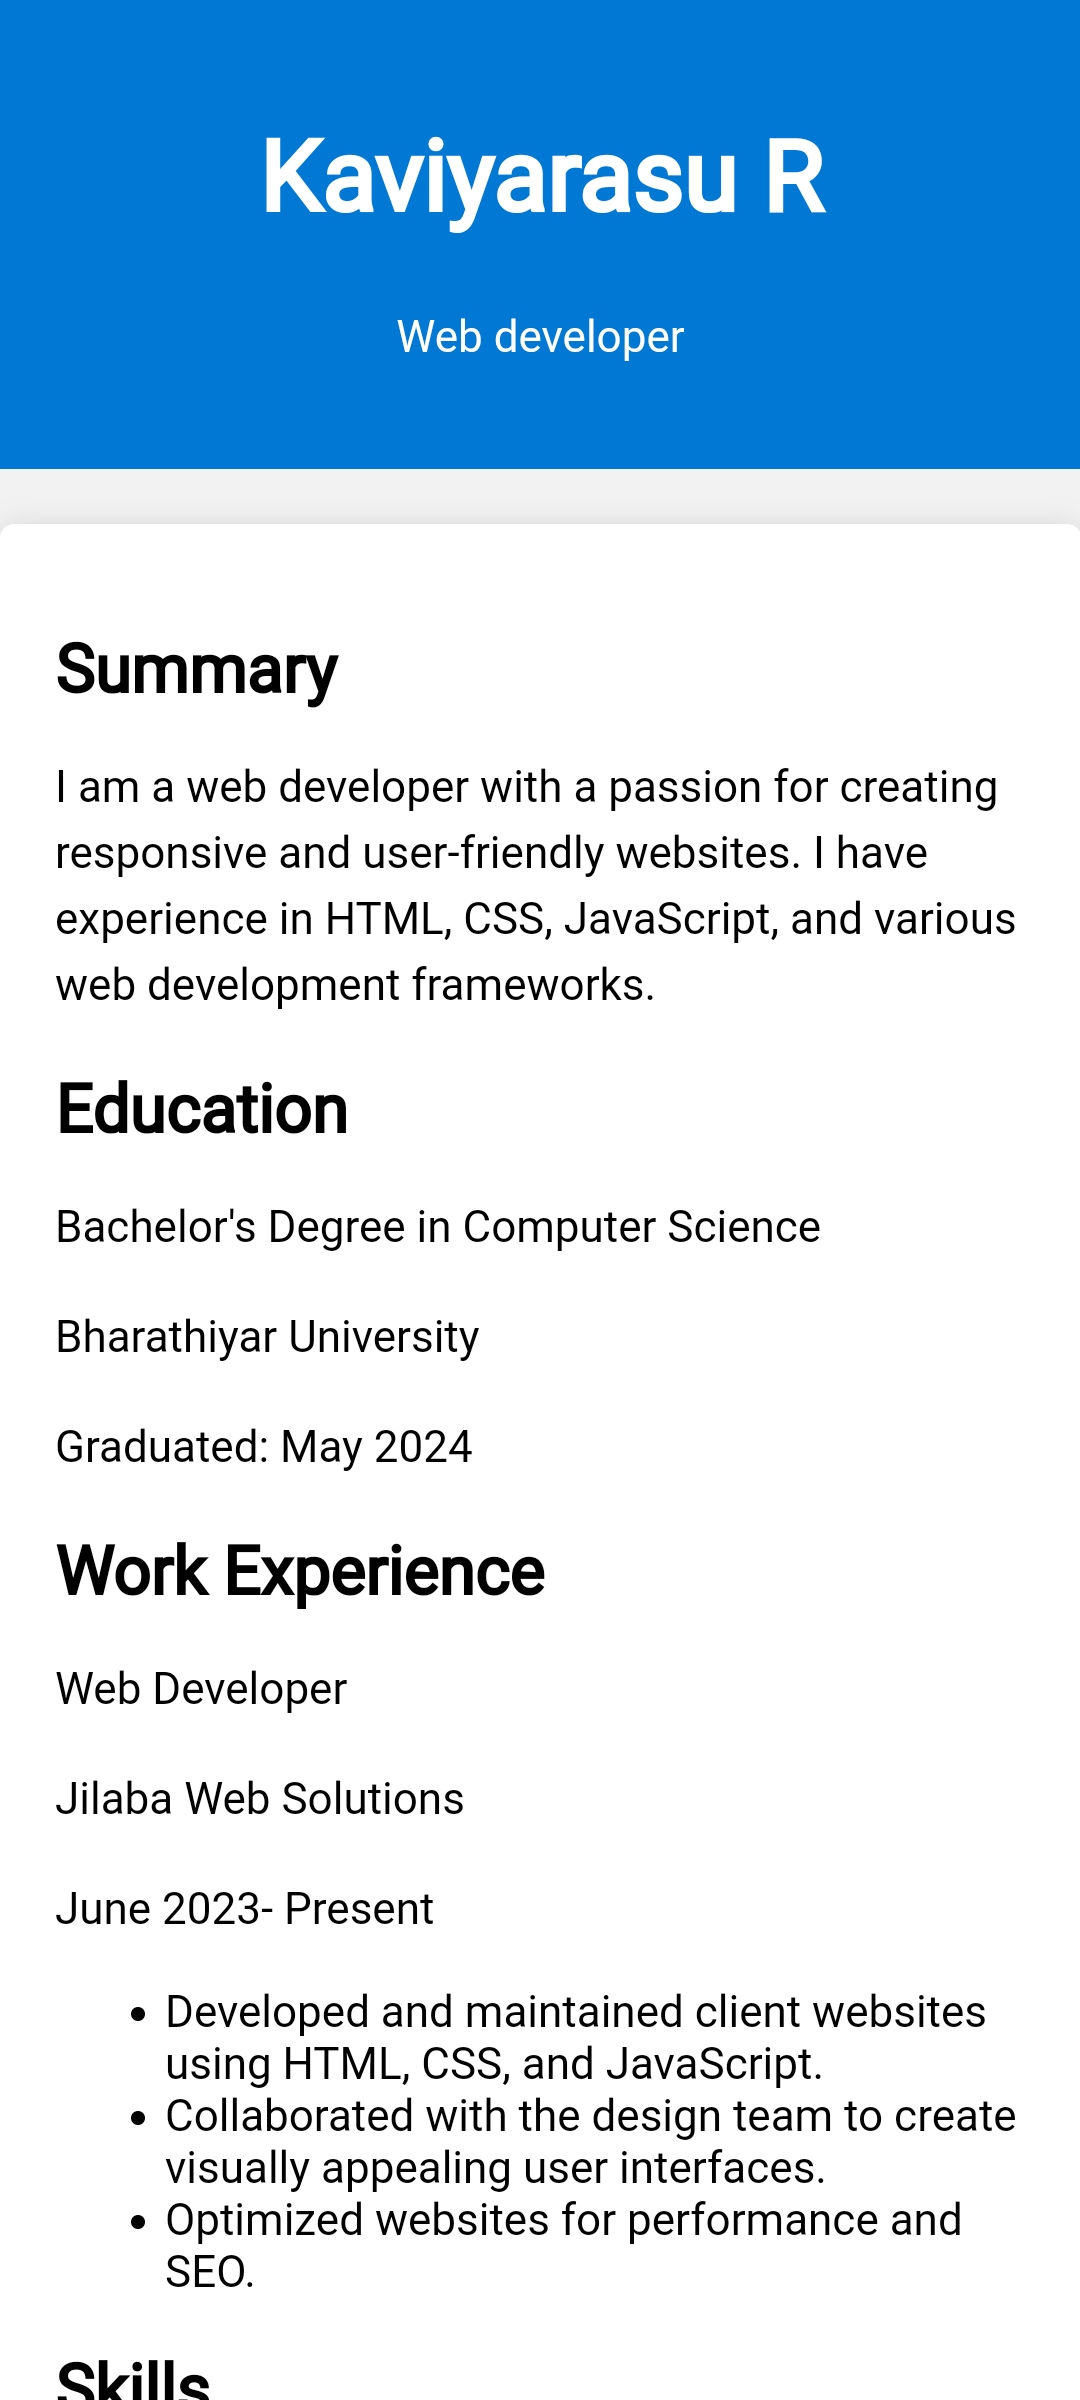 Kaviyarasu R
Web developer
Summary
I am a web developer with a passion for creating
responsive and user-friendly websites. I have
experience in HTML, CSS, JavaScript, and various
web development frameworks.
Education
Bachelor's Degree in Computer Science
Bharathiyar University
Graduated: May 2024
Work Experience
Web Developer
Jilaba Web Solutions
June 2023- Present
• Developed and maintained client websites
using HTML, CSS, and JavaScript.
• Collaborated with the design team to create
visually appealing user interfaces.
• Optimized websites for performance and
SEO.
Skills